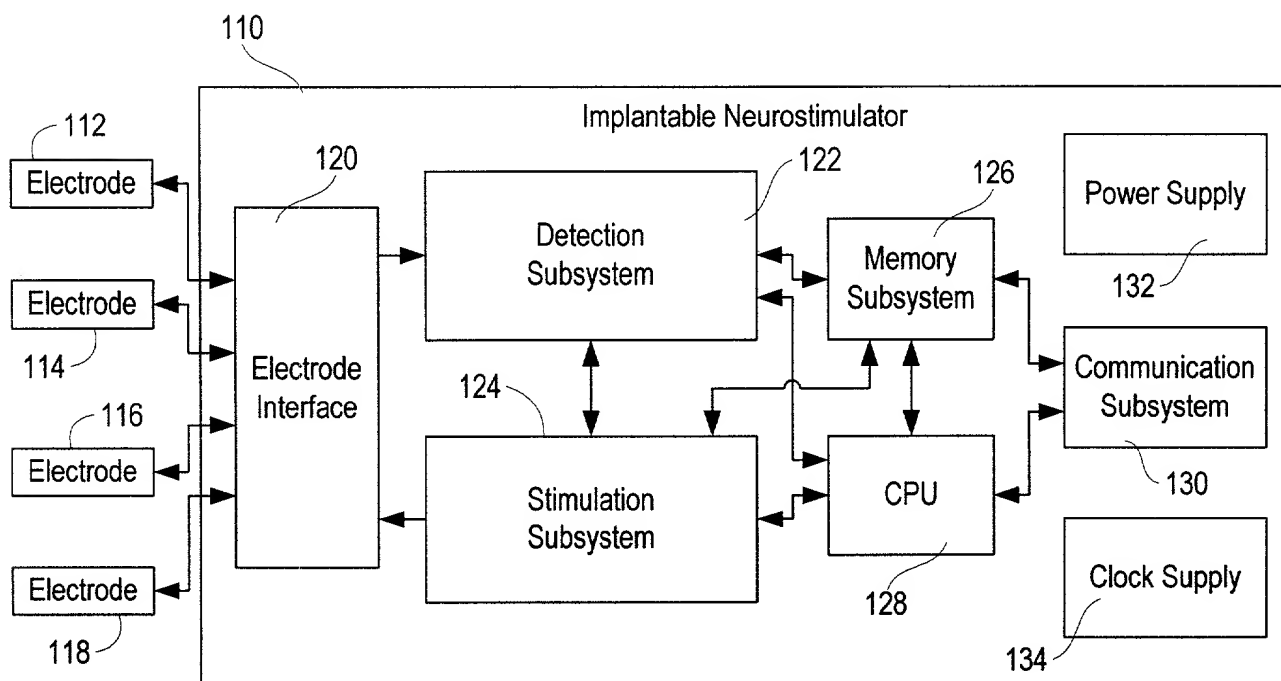 110
Implantable Neurostimulator
112
Electrode
114
Electrode
116
Electrode
118
Electrode
120
Electrode
Interface
122
Detection
Subsystem
124
Stimulation
Subsystem
126
Memory
Subsystem
CPU
128
Power Supply
132
Communication
Subsystem
130
Clock Supply
134